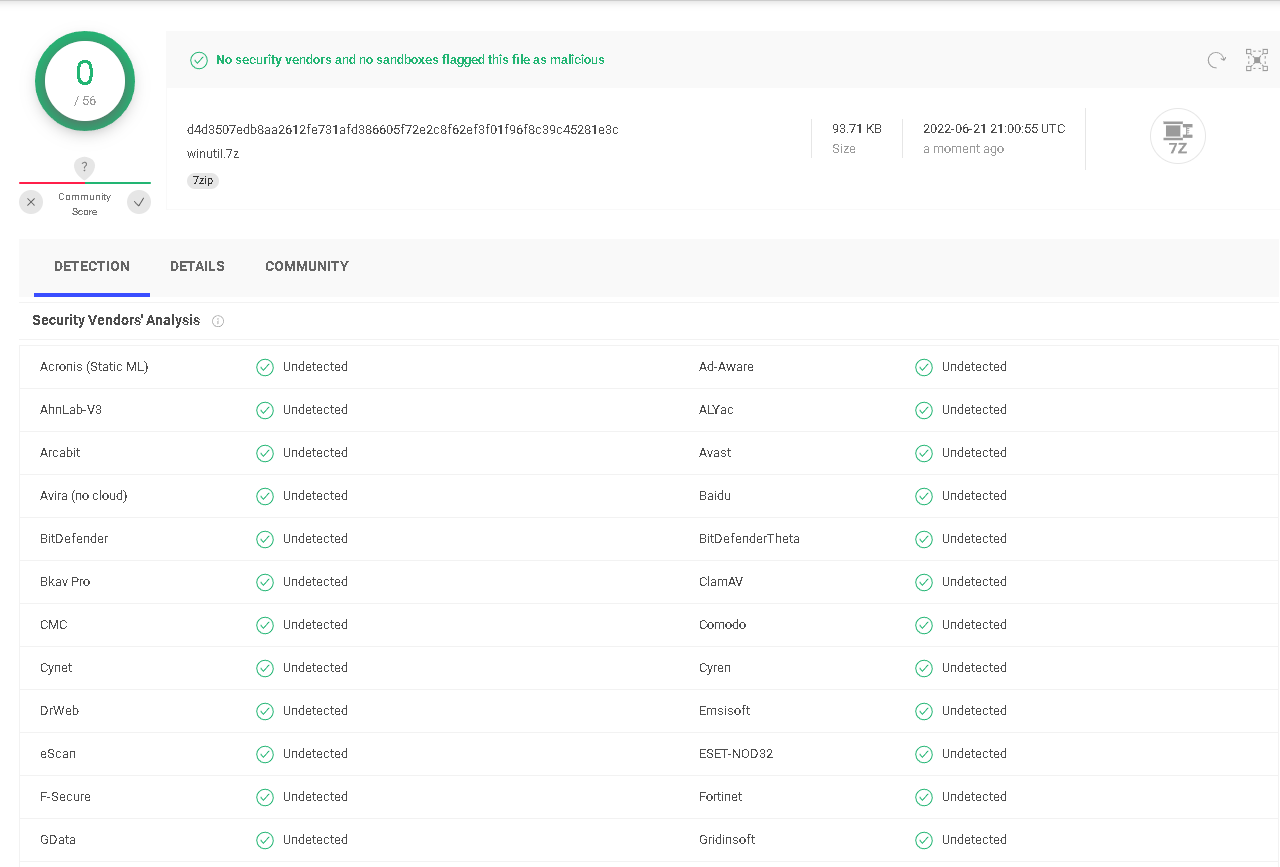 0
/ 56
No security vendors and no sandboxes flagged this file as malicious
d4d3507edb8aa2612fe731afd386605f72e2c8f62ef3f01f96f8c39c45281e3c
winutil.7z
7zip
93.71 KB
Size
2022-06-21 21:00:55 UTC
a moment ago
7Z
?
Community
Score
DETECTION DETAILS COMMUNITY
Security Vendors' Analysis
Acronis (Static ML) Undetected Ad-Aware Undetected
AhnLab-V3 Undetected ALYac Undetected
Arcabit Undetected Avast Undetected
Avira (no cloud) Undetected Baidu Undetected
BitDefender Undetected BitDefenderTheta Undetected
Bkav Pro Undetected ClamAV Undetected
CMC Undetected Comodo Undetected
Cynet Undetected Cyren Undetected
DrWeb Undetected Emsisoft Undetected
eScan Undetected ESET-NOD32 Undetected
F-Secure Undetected Fortinet Undetected
GData Undetected Gridinsoft Undetected